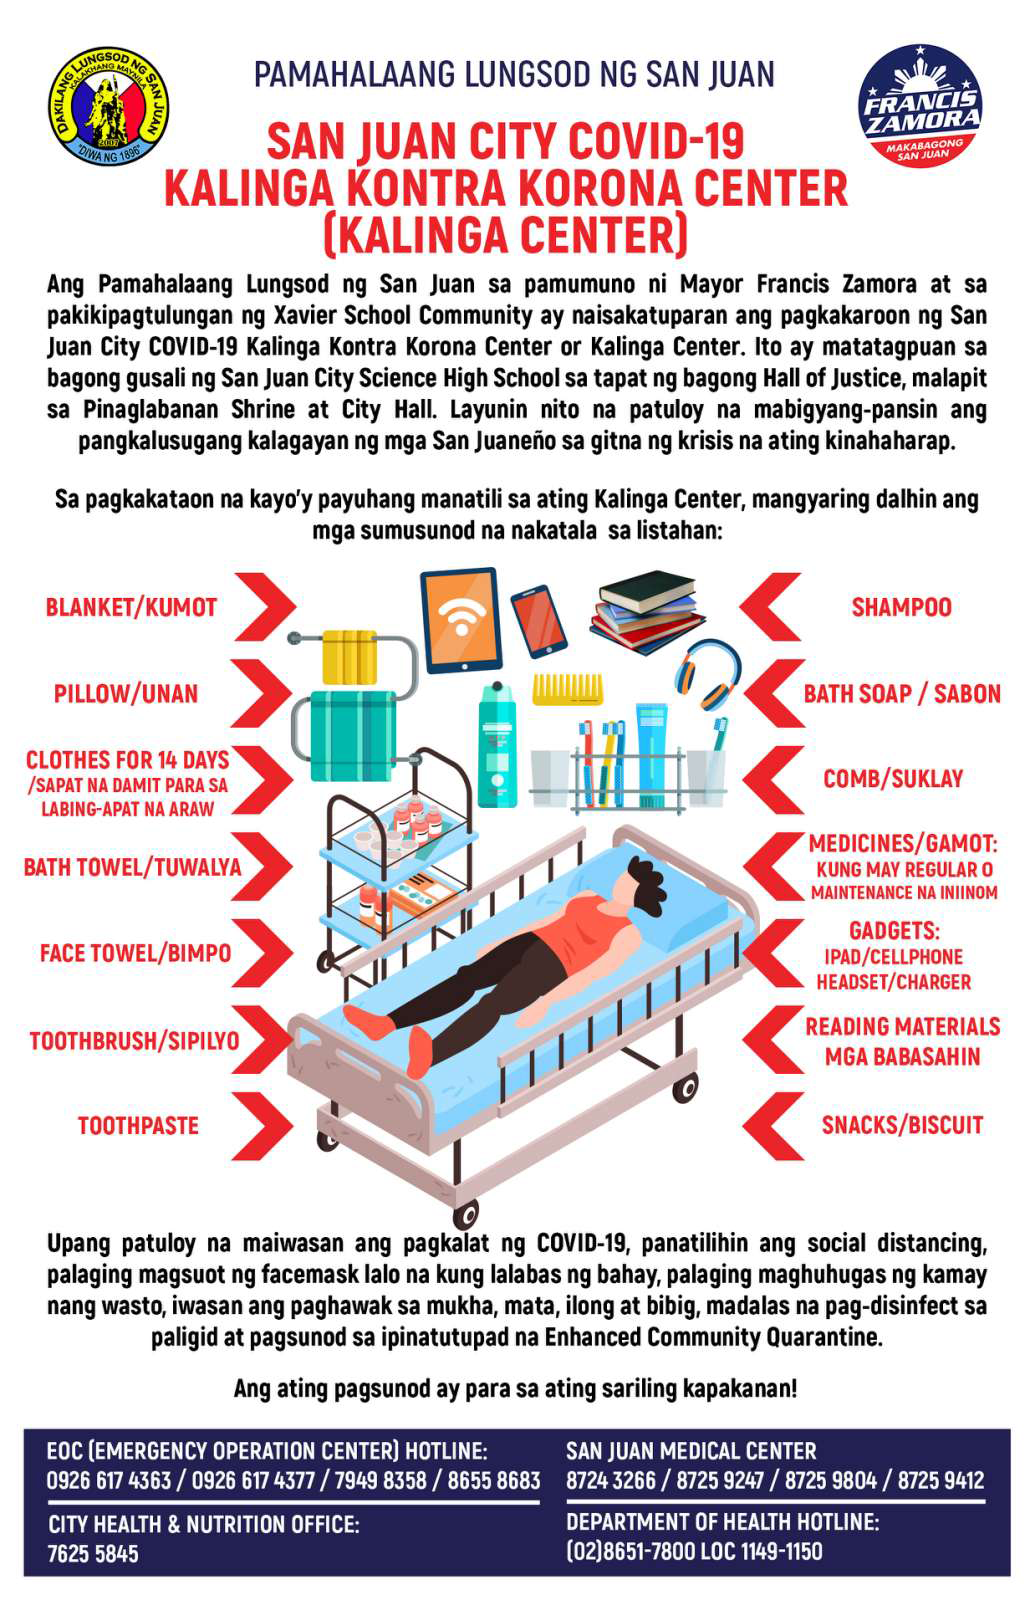 DAKILANG LUNGSOD NG SAN JUAN
KALAKHANG MAYNILA
2007
"DIWA NG 1896"
PAMAHALAANG LUNGSOD NG SAN JUAN
FRANCIS
ZAMORA
MAKABAGONG
SAN JUAN
SAN JUAN CITY COVID-19
KALINGA KONTRA KORONA CENTER
(KALINGA CENTER)
Ang Pamahalaang Lungsod ng San Juan sa pamumuno ni Mayor Francis Zamora at sa
pakikipagtulungan ng Xavier School Community ay naisakatuparan ang pagkakaroon ng San
Juan City COVID-19 Kalinga Kontra Korona Center or Kalinga Center. Ito ay matatagpuan sa
bagong gusali ng San Juan City Science High School sa tapat ng bagong Hall of Justice, malapit
sa Pinaglabanan Shrine at City Hall. Layunin nito na patuloy na mabigyang-pansin ang
pangkalusugang kalagayan ng mga San Juaneño sa gitna ng krisis na ating kinahaharap.
Sa pagkakataon na kayo'y payuhang manatili sa ating Kalinga Center, mangyaring dalhin ang
mga sumusunod na nakatala sa listahan:
BLANKET/KUMOT
PILLOW/UNAN
CLOTHES FOR 14 DAYS
/SAPAT NA DAMIT PARA SA
LABING-APAT NA ARAW
BATH TOWEL/TUWALYA
FACE TOWEL/BIMPO
TOOTHBRUSH/SIPILYO
TOOTHPASTE
SHAMPOO
BATH SOAP / SABON
COMB/SUKLAY
MEDICINES/GAMOT:
KUNG MAY REGULAR O
MAINTENANCE NA INIINOM
GADGETS:
IPAD/CELLPHONE
HEADSET/CHARGER
READING MATERIALS
MGA BABASAHIN
SNACKS/BISCUIT
Upang patuloy na maiwasan ang pagkalat ng COVID-19, panatilihin ang social distancing,
palaging magsuot ng facemask lalo na kung lalabas ng bahay, palaging maghuhugas ng kamay
nang wasto, iwasan ang paghawak sa mukha, mata, ilong at bibig, madalas na pag-disinfect sa
paligid at pagsunod sa ipinatutupad na Enhanced Community Quarantine.
Ang ating pagsunod ay para sa ating sariling kapakanan!
EOC (EMERGENCY OPERATION CENTER) HOTLINE:
0926 617 4363 / 0926 617 4377 / 7949 8358 / 8655 8683
CITY HEALTH & NUTRITION OFFICE:
7625 5845
SAN JUAN MEDICAL CENTER
8724 3266 / 8725 9247 / 8725 9804 / 8725 9412
DEPARTMENT OF HEALTH HOTLINE:
(02)8651-7800 LOC 1149-1150